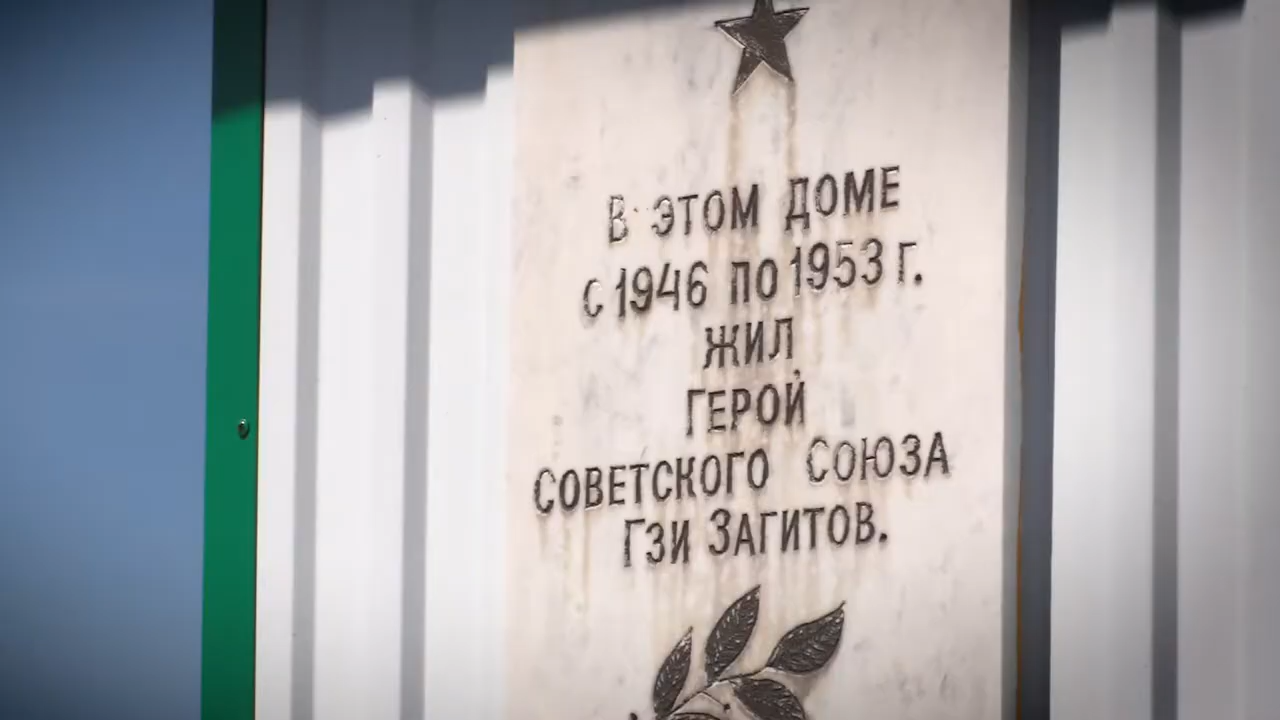 В ЭТОМ ДОМЕ
С 1946 ПО 1953 Г.
ЖИЛ
ГЕРОЙ
СОВЕТСКОГО СОЮЗА
ГЗИ ЗАГИТОВ.